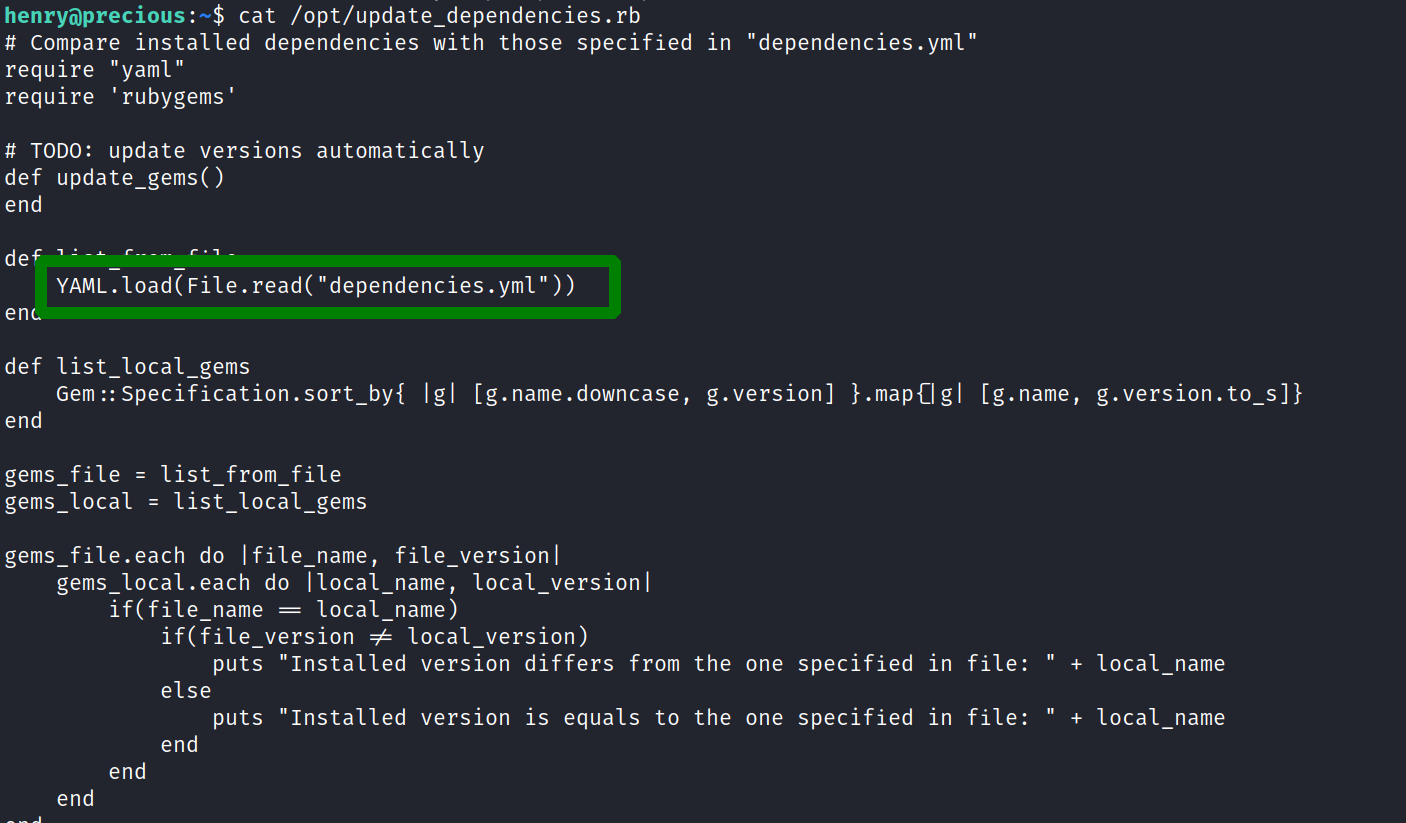 henry@precious:~$ cat /opt/update_dependencies.rb
# Compare installed dependencies with those specified in "dependencies.yml"
require "yaml"
require 'rubygems'
# TODO: update versions automatically
def update_gems()
end
def list_from_file
YAML.load(File.read("dependencies.yml"))
end
def list_local_gems
Gem::Specification.sort_by{ |g| [g.name.downcase, g.version] }.map{|g| [g.name, g.version.to_s]}
end
gems_file = list_from_file
gems_local = list_local_gems
gems_file.each do |file_name, file_version|
gems_local.each do |local_name, local_version|
if(file_name == local_name)
if(file_version != local_version)
puts "Installed version differs from the one specified in file: " + local_name
else
puts "Installed version is equals to the one specified in file: " + local_name
end
end
end
end